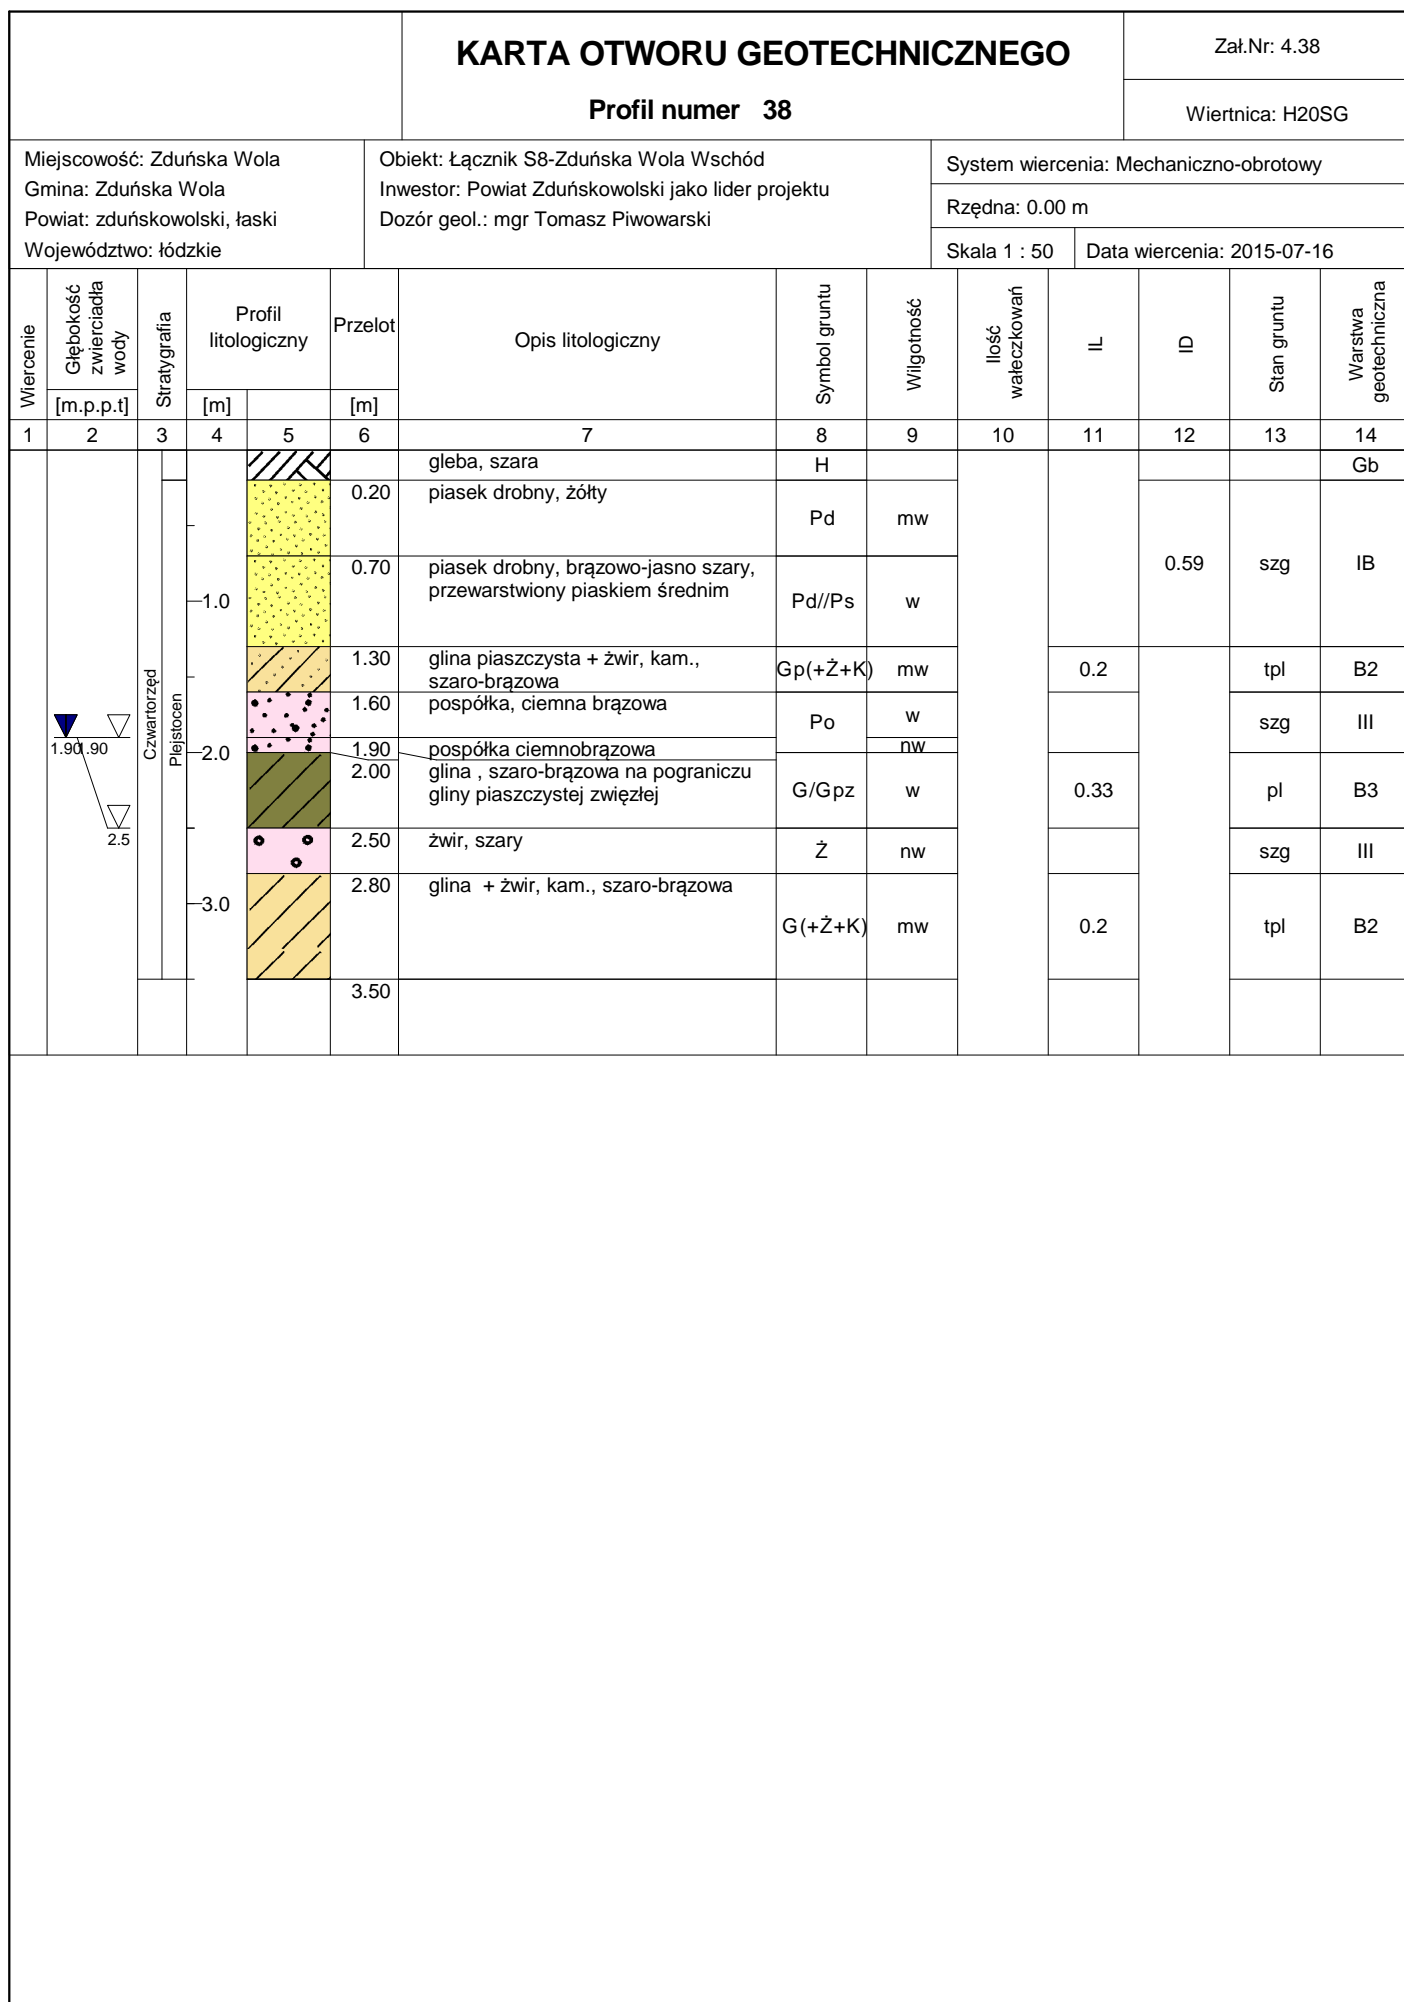 KARTA OTWORU GEOTECHNICZNEGO
Profil numer 38
Zał.Nr: 4.38
Wiertnica: H20SG
Miejscowość: Zduńska Wola
Gmina: Zduńska Wola
Powiat: zduńskowolski, łaski
Województwo: łódzkie
Obiekt: Łącznik S8-Zduńska Wola Wschód
Inwestor: Powiat Zduńskowolski jako lider projektu
Dozór geol.: mgr Tomasz Piwowarski
System wiercenia: Mechaniczno-obrotowy
Rzędna: 0.00 m
Skala 1 : 50
Data wiercenia: 2015-07-16
Wiercenie
Głębokość
zwierciadła
wody
[m.p.p.t]
Stratygrafia
Profil
litologiczny
[m]
Przelot
[m]
Opis litologiczny
Symbol gruntu
Wilgotność
Ilość
wałeczkowań
IL
ID
Stan gruntu
Warstwa
geotechniczna
1 2 3 4 5 6 7 8 9 10 11 12 13 14
gleba, szara H Gb
0.20 piasek drobny, żółty
Pd mw
0.59 szg IB
0.70 piasek drobny, brązowo-jasno szary,
przewarstwiony piaskiem średnim
Pd//Ps w
1.0
1.30 glina piaszczysta + żwir, kam.,
szaro-brązowa
Gp(+Ż+K) mw 0.2 tpl B2
1.60 pospółka, ciemna brązowa
Po w szg III
1.90 1.90
Czwartorzęd
Plejstocen
2.0
1.90 pospółka ciemnobrązowa nw
2.00 glina , szaro-brązowa na pograniczu
gliny piaszczystej zwięzłej
G/Gpz w 0.33 pl B3
2.5
2.50 żwir, szary Ż nw szg III
2.80 glina + żwir, kam., szaro-brązowa
3.0
G(+Ż+K) mw 0.2 tpl B2
3.50